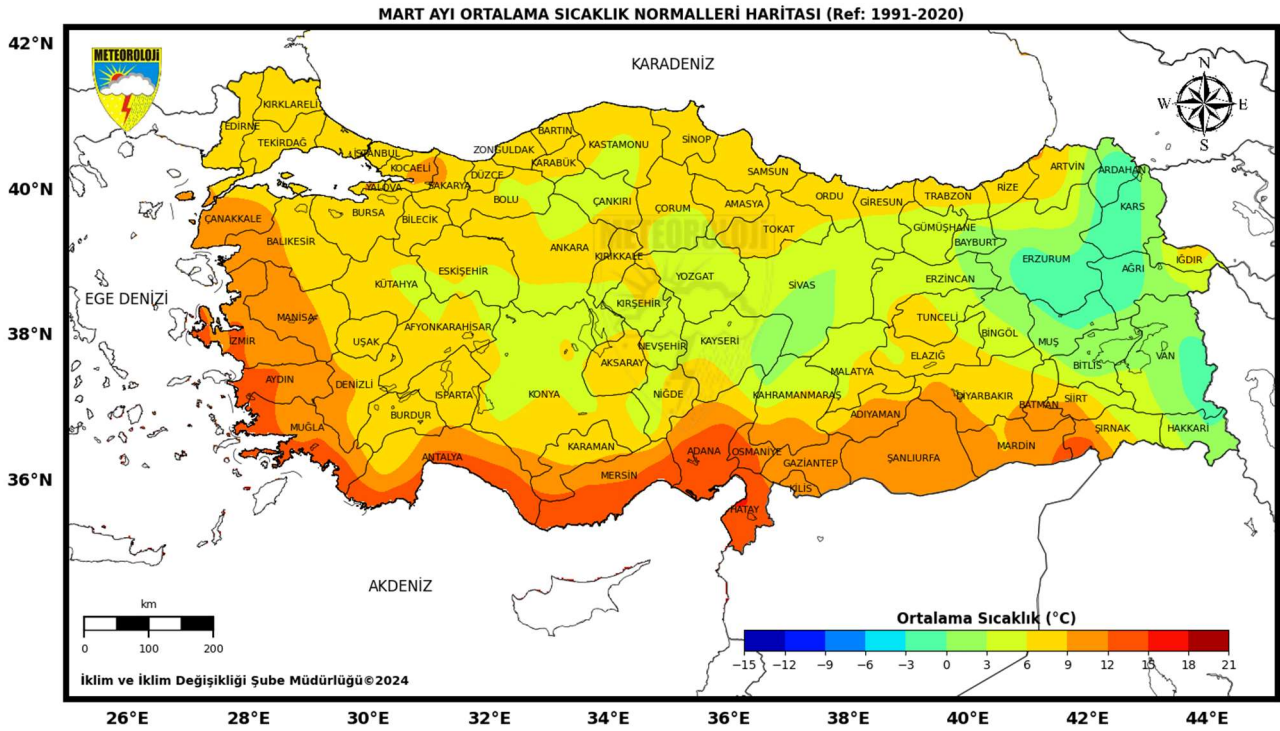 MART AYI ORTALAMA SICAKLIK NORMALLERİ HARİTASI (Ref: 1991-2020)
42°N
40°N
38°N
36°N
METEOROLOJİ
KARADENİZ
N
W
E
S
KIRKLARELİ
EDİRNE
TEKİRDAĞ
İSTANBUL
KOCAELİ
YALOVA
SAKARYA
DÜZCE
ZONGULDAK
BARTIN
KARABÜK
KASTAMONU
SİNOP
SAMSUN
ORDU
GİRESUN
TRABZON
RİZE
ARTVİN
ARDAHAN
KARS
ÇANAKKALE
BURSA
BİLECİK
BOLU
ÇANKIRI
ÇORUM
AMASYA
TOKAT
GÜMÜŞHANE
BAYBURT
METEOROLOJİ
BALIKESİR
ESKİŞEHİR
ANKARA
KIRIKKALE
ERZURUM
AĞRI
IĞDIR
EGE DENİZİ
KÜTAHYA
YOZGAT
SİVAS
ERZİNCAN
MANİSA
AFYONKARAHİSAR
KIRŞEHİR
TUNCELİ
İZMİR
UŞAK
NEVŞEHİR
KAYSERİ
BİNGÖL
MUŞ
AKSARAY
ELAZIĞ
BİTLİS
VAN
AYDIN
DENİZLİ
ISPARTA
KONYA
NİĞDE
KAHRAMANMARAŞ
MALATYA
DİYARBAKIR
BATMAN
SİİRT
BURDUR
ADIYAMAN
MUĞLA
ŞIRNAK
HAKKARİ
ANTALYA
KARAMAN
ADANA
OSMANİYE
GAZİANTEP
ŞANLIURFA
MARDİN
MERSİN
KİLİS
HATAY
AKDENİZ
km
0 100 200
Ortalama Sıcaklık (°C)
−15 −12 −9 −6 −3 0 3 6 9 12 15 18 21
İklim ve İklim Değişikliği Şube Müdürlüğü©2024
26°E 28°E 30°E 32°E 34°E 36°E 38°E 40°E 42°E 44°E